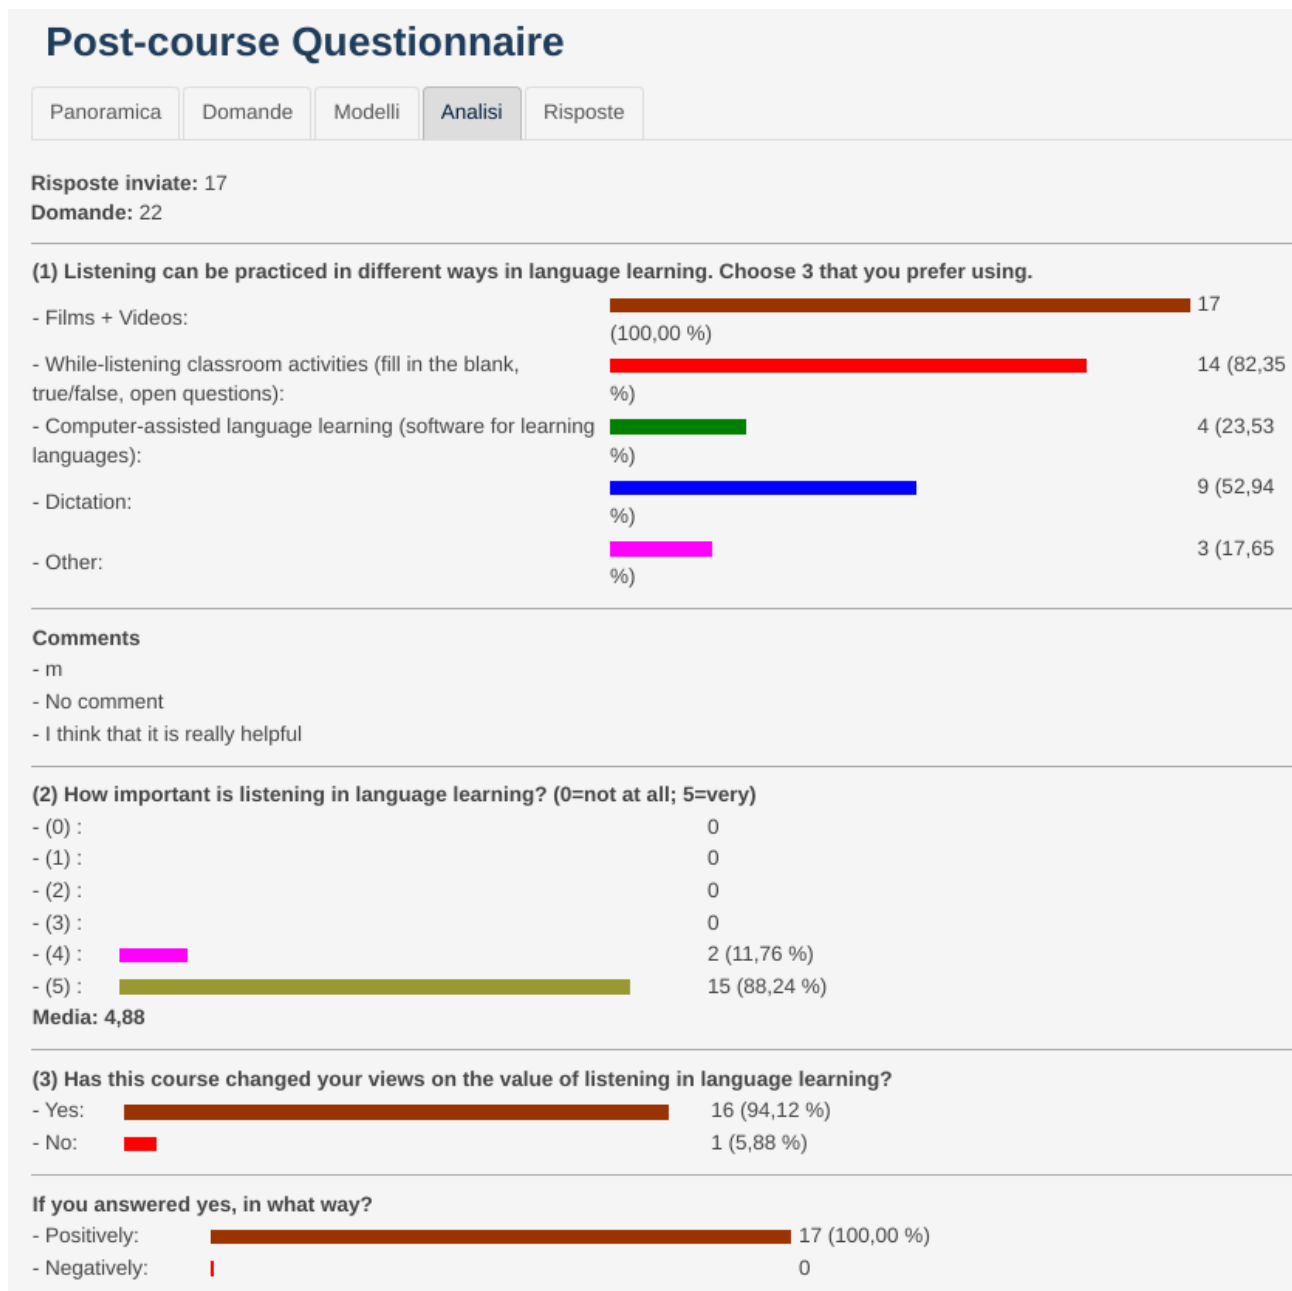 Post-course Questionnaire
Panoramica Domande Modelli Analisi Risposte
Risposte inviate: 17
Domande: 22
(1) Listening can be practiced in different ways in language learning. Choose 3 that you prefer using.
- Films + Videos: 17
(100,00 %)
- While-listening classroom activities (fill in the blank, 14 (82,35
true/false, open questions): %)
- Computer-assisted language learning (software for learning 4 (23,53
languages): %)
- Dictation: 9 (52,94
%)
- Other: 3 (17,65
%)
Comments
- m
- No comment
- I think that it is really helpful
(2) How important is listening in language learning? (0=not at all; 5=very)
- (0) : 0
- (1) : 0
- (2) : 0
- (3) : 0
- (4) : 2 (11,76 %)
- (5) : 15 (88,24 %)
Media: 4,88
(3) Has this course changed your views on the value of listening in language learning?
- Yes: 16 (94,12 %)
- No: 1 (5,88 %)
If you answered yes, in what way?
- Positively: 17 (100,00 %)
- Negatively: 0